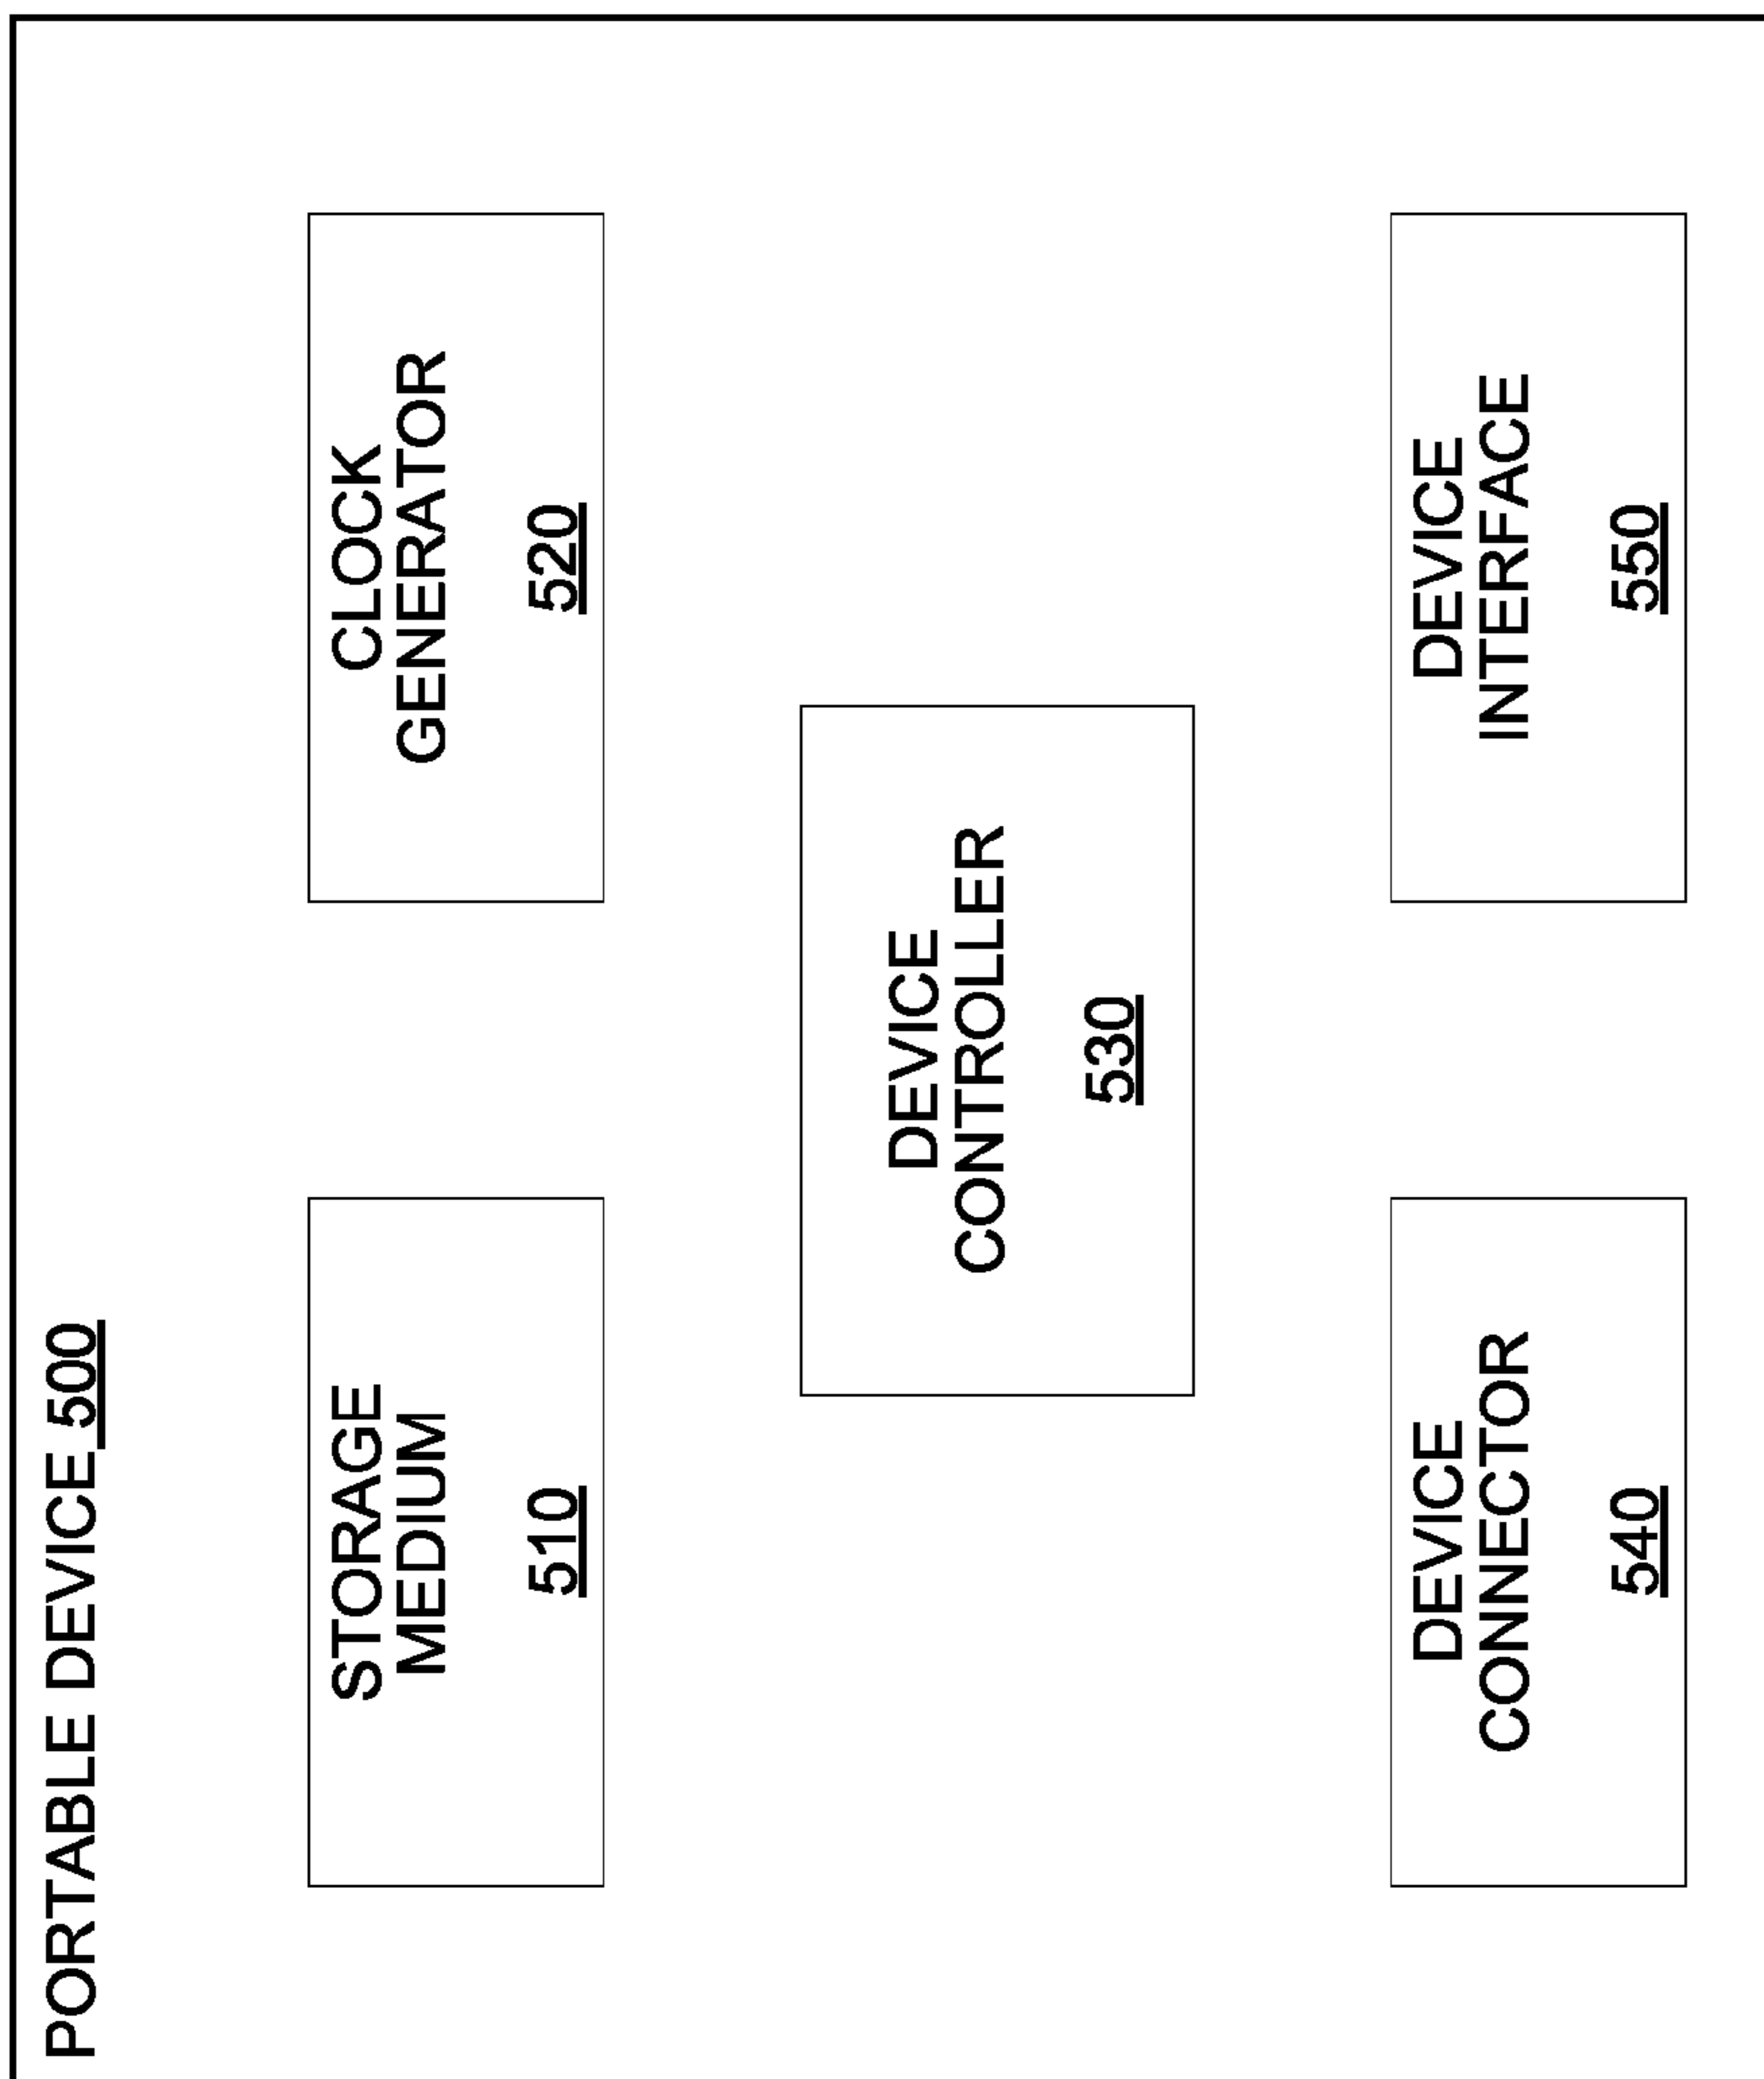 PORTABLE DEVICE 500
STORAGE
MEDIUM
510
CLOCK
GENERATOR
520
DEVICE
CONTROLLER
530
DEVICE
CONNECTOR
540
DEVICE
INTERFACE
550